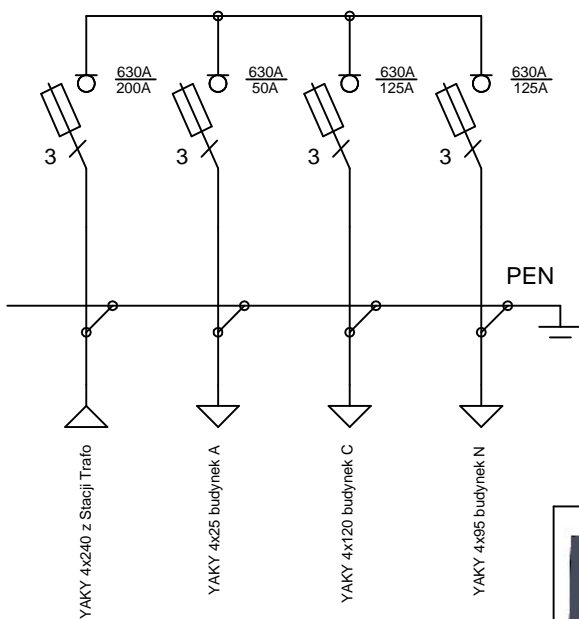 630A
200A
630A
50A
630A
125A
630A
125A
3
3
3
3
PEN
YAKY 4x240 z Stacji Trafo
YAKY 4x25 budynek A
YAKY 4x120 budynek C
YAKY 4x95 budynek N